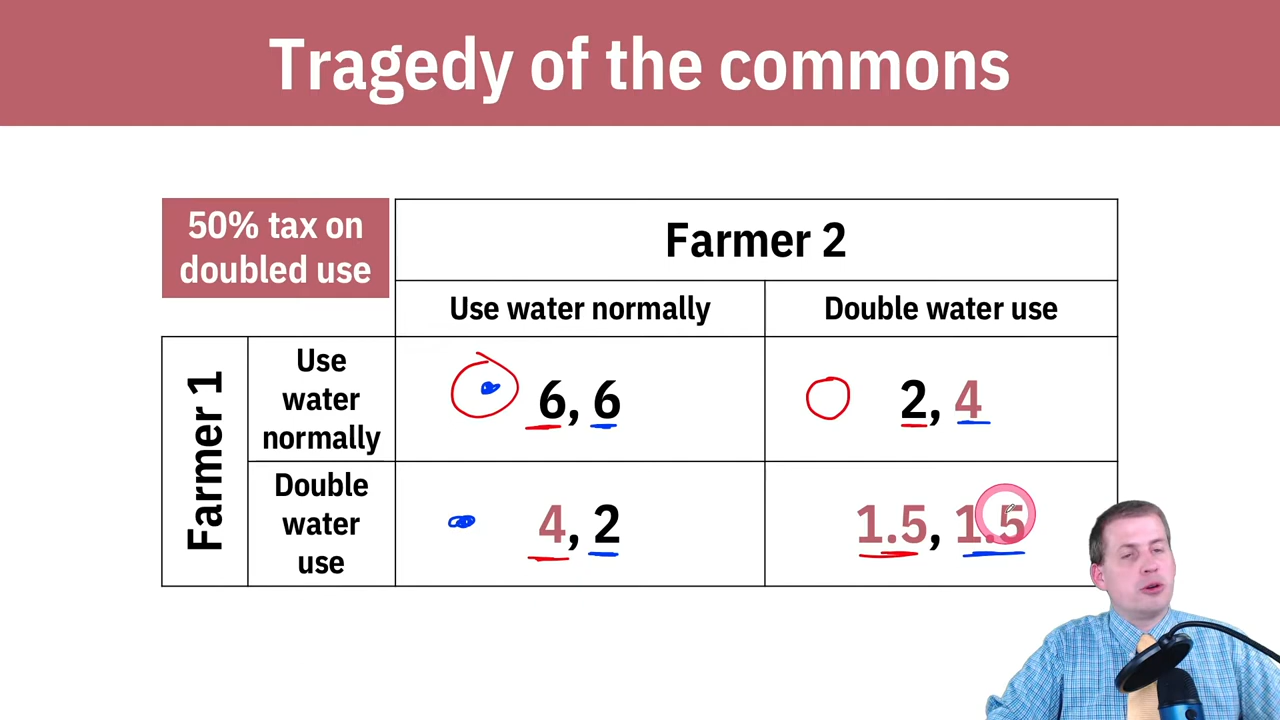 Tragedy of the commons
50% tax on
doubled use
Farmer 2
Use water normally
Double water use
Farmer 1
Use
water
normally
6, 6
2, 4
Double
water
use
4, 2
1.5, 1.5